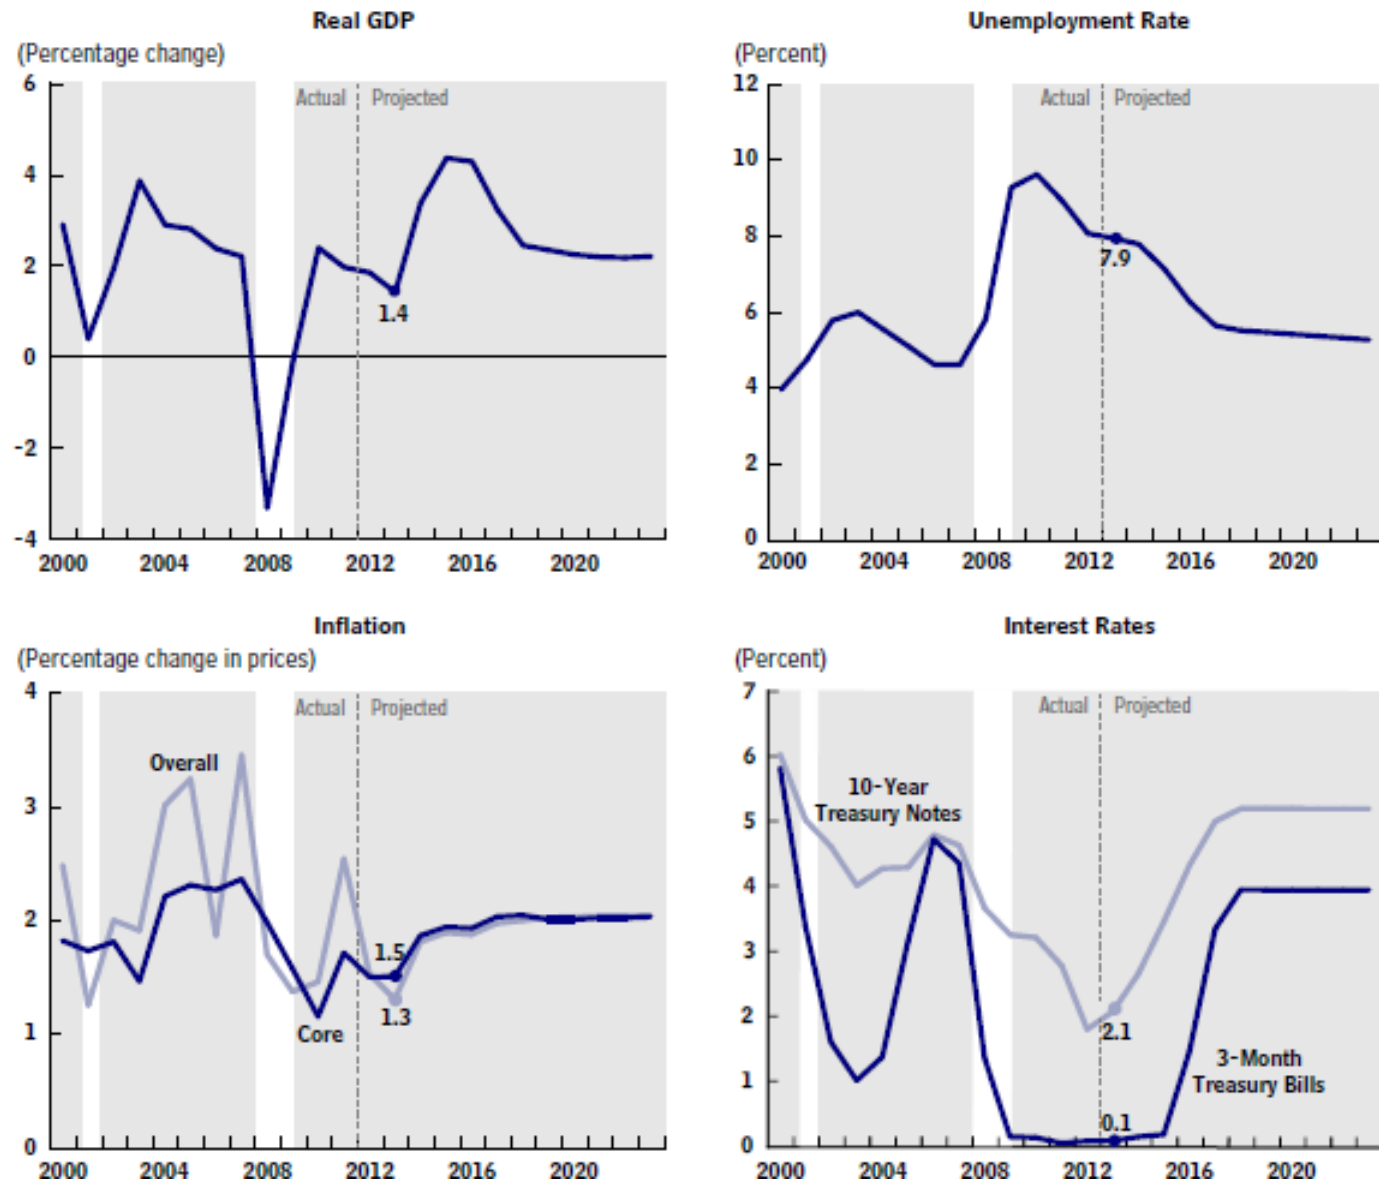 Real GDP
(Percentage change)
6
Actual Projected
4
2
1.4
0
-2
-4
2000 2004 2008 2012 2016 2020
Unemployment Rate
(Percent)
12
Actual Projected
10
8
7.9
6
4
2
0
2000 2004 2008 2012 2016 2020
Inflation
(Percentage change in prices)
4
Actual Projected
Overall
3
2
1.5
1.3
Core
1
0
2000 2004 2008 2012 2016 2020
Interest Rates
(Percent)
7
Actual Projected
6
10-Year
Treasury Notes
5
4
3
2
2.1
3-Month
Treasury Bills
1
0.1
0
2000 2004 2008 2012 2016 2020